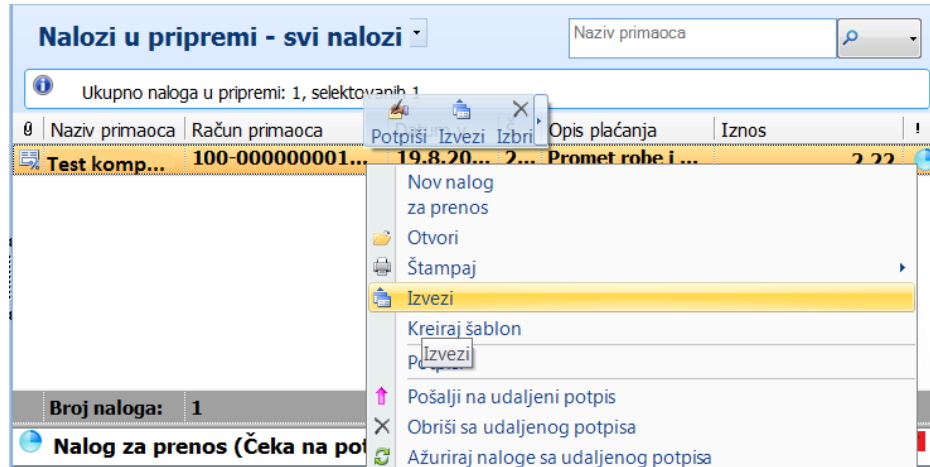 Nalozi u pripremi - svi nalozi
Naziv primaoca
Ukupno naloga u pripremi: 1, selektovanih 1
Potpiši Izvezi Izbri
Naziv primaoca Račun primaoca Opis plaćanja Iznos !
Test komp... 100-000000001... 19.8.20... 2... Promet robe i ... 2,22
Nov nalog
za prenos
Otvori
Štampaj
Izvezi
Kreiraj šablon
Izvezi
Pošalji na udaljeni potpis
Broj naloga: 1
Obriši sa udaljenog potpisa
Nalog za prenos (Čeka na pot
Ažuriraj naloge sa udaljenog potpisa